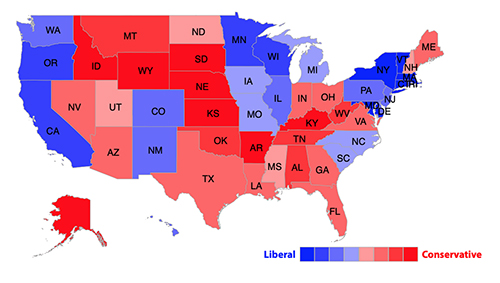 WA
OR
CA
ID
NV
MT
WY
UT
AZ
CO
NM
ND
SD
NE
KS
OK
TX
MN
IA
MO
AR
LA
WI
IL
MI
IN
OH
KY
TN
MS
AL
GA
FL
SC
NC
VA
WV
PA
NY
VT
NH
ME
MA
CT
RI
NJ
DE
MD
Liberal
Conservative